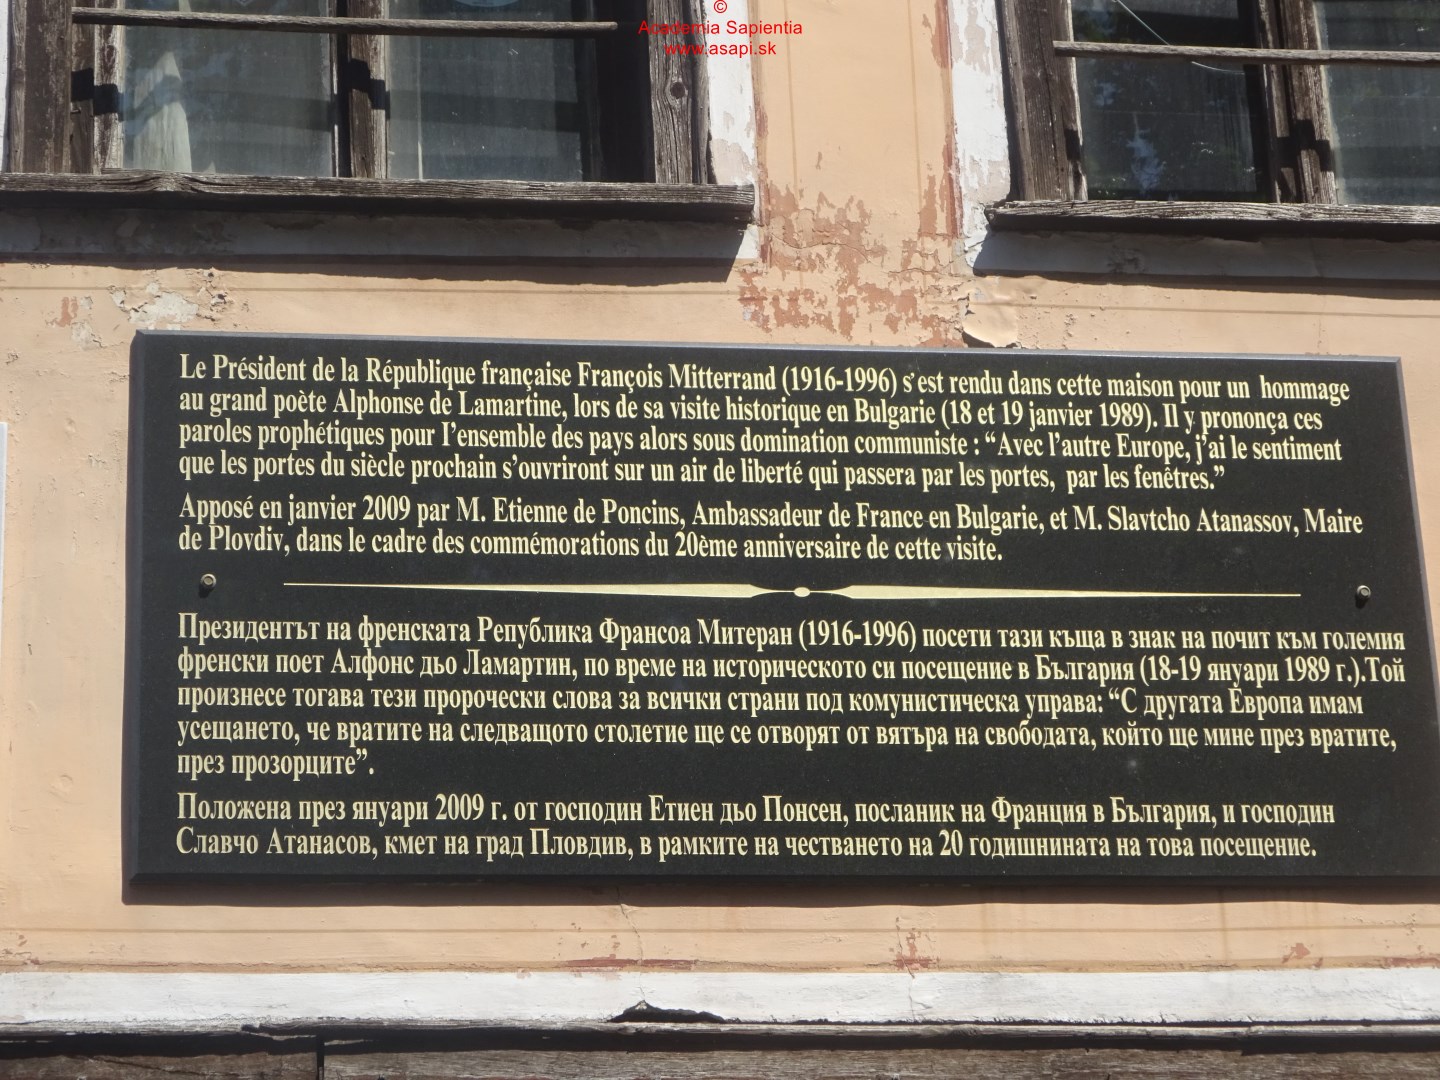 ©
Academia Sapientia
www.asapi.sk
Le Président de la République française François Mitterrand (1916-1996) s'est rendu dans cette maison pour un hommage
au grand poète Alphonse de Lamartine, lors de sa visite historique en Bulgarie (18 et 19 janvier 1989). Il y prononça ces
paroles prophétiques pour I'ensemble des pays alors sous domination communiste : “Avec l'autre Europe, j'ai le sentiment
que les portes du siècle prochain s'ouvriront sur un air de liberté qui passera par les portes, par les fenêtres.”
Apposé en janvier 2009 par M. Etienne de Poncins, Ambassadeur de France en Bulgarie, et M. Slavtcho Atanassov, Maire
de Plovdiv, dans le cadre des commémorations du 20ème anniversaire de cette visite.
Президентът на френската Република Франсоа Митеран (1916-1996) посети тази къща в знак на почит към големия
френски поет Алфонс дьо Ламартин, по време на историческото си посещение в България (18-19 януари 1989 г.).Той
произнесе тогава тези пророчески слова за всички страни под комунистическа управа: “С другата Европа имам
усещането, че вратите на следващото столетие ще се отворят от вятъра на свободата, който ще мине през вратите,
през прозорците”.
Положена през януари 2009 г. от господин Етиен дьо Понсен, посланик на Франция в България, и господин
Славчо Атанасов, кмет на град Пловдив, в рамките на честването на 20 годишнината на това посещение.